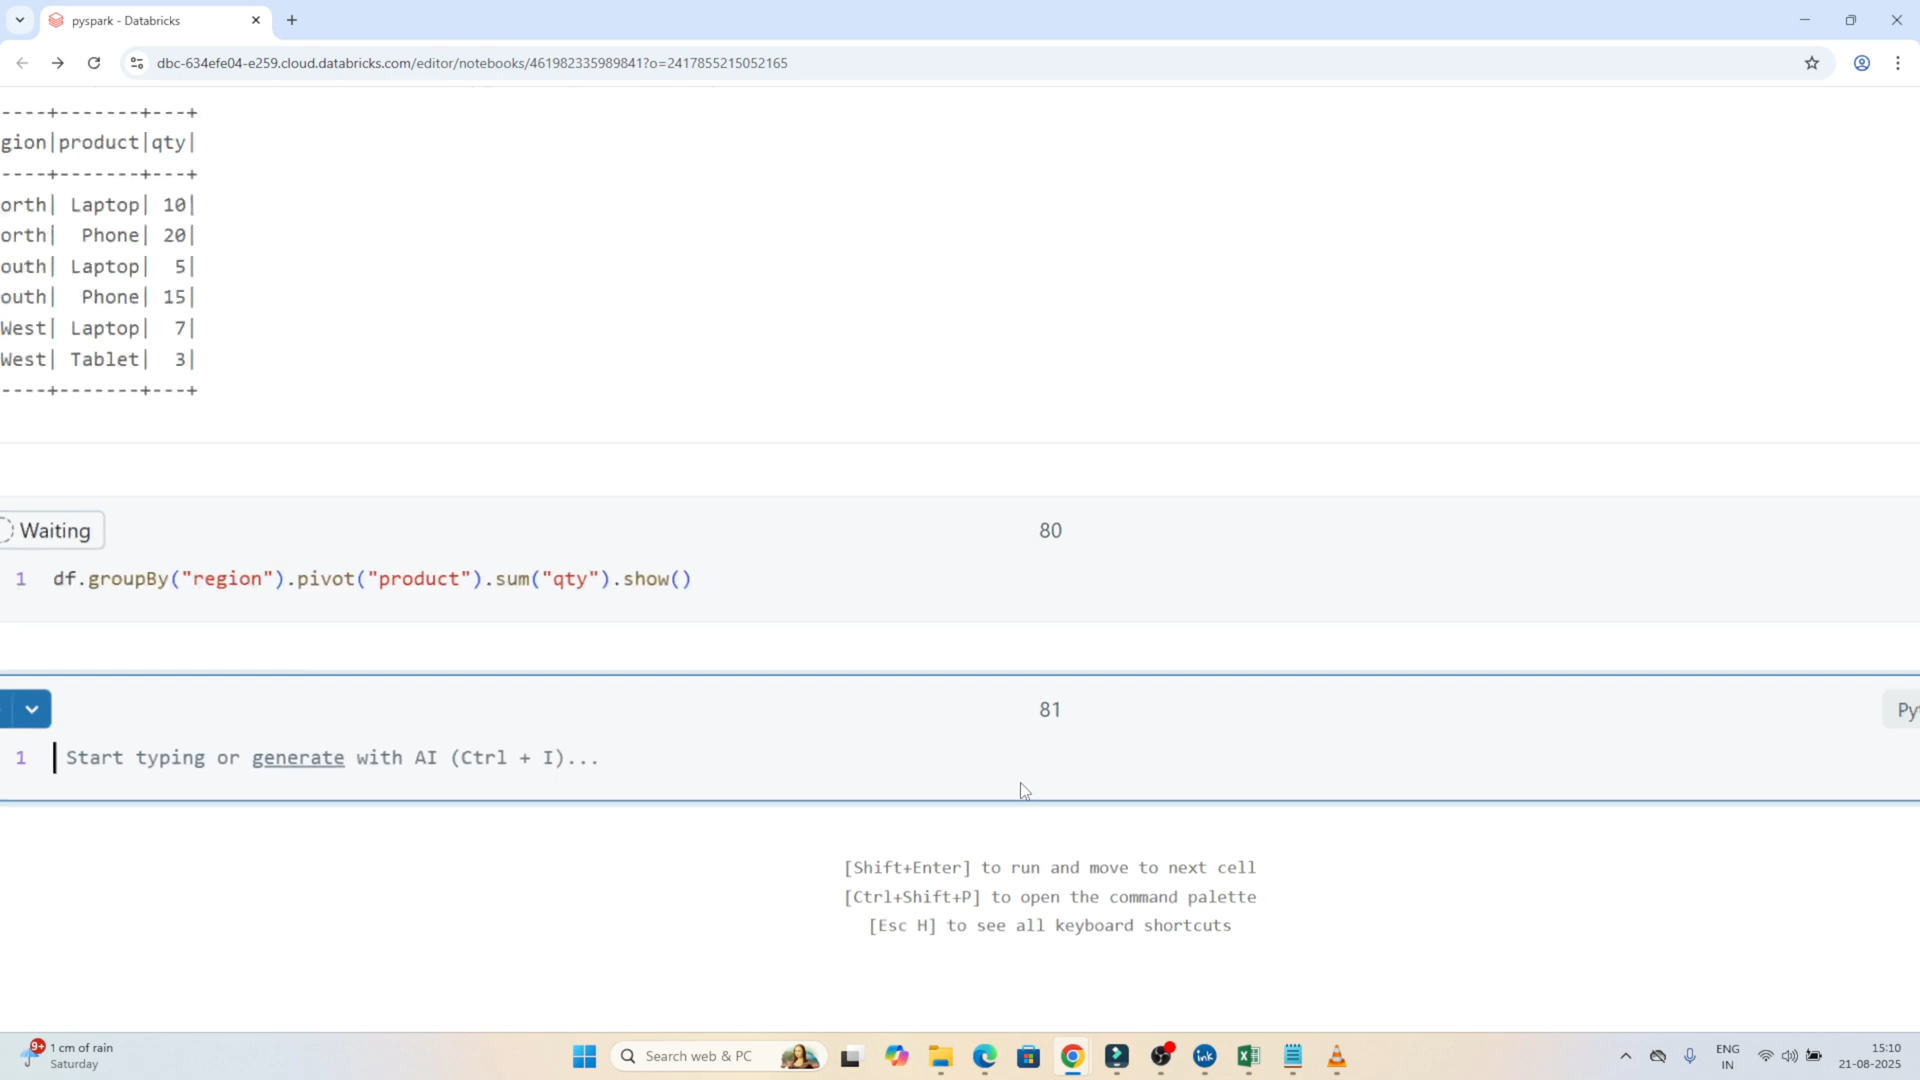 pyspark - Databricks
dbc-634efe04-e259.cloud.databricks.com/editor/notebooks/461982335989841?o=2417855215052165
----+-------+---+
gion|product|qty|
----+-------+---+
orth| Laptop| 10|
orth|  Phone| 20|
outh| Laptop|  5|
outh|  Phone| 15|
West| Laptop|  7|
West| Tablet|  3|
----+-------+---+
Waiting
80
1 df.groupBy("region").pivot("product").sum("qty").show()
81
Py
1 Start typing or generate with AI (Ctrl + I)...
[Shift+Enter] to run and move to next cell
[Ctrl+Shift+P] to open the command palette
[Esc H] to see all keyboard shortcuts
9+
1 cm of rain
Saturday
Search web & PC
ink
ENG
IN
15:10
21-08-2025